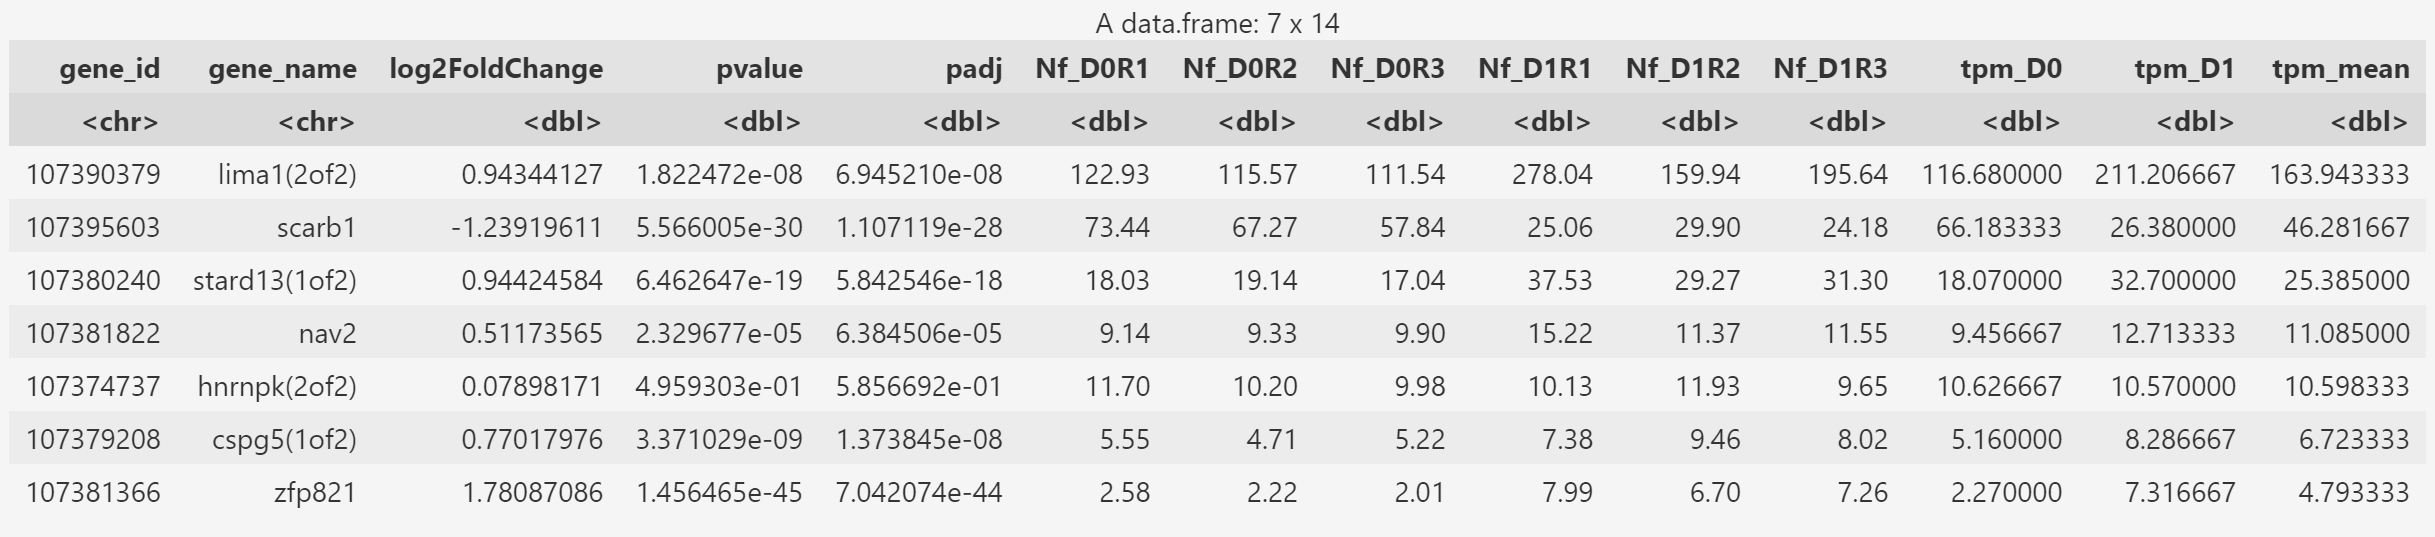 A data.frame: 7 x 14
gene_id gene_name log2FoldChange pvalue padj Nf_D0R1 Nf_D0R2 Nf_D0R3 Nf_D1R1 Nf_D1R2 Nf_D1R3 tpm_D0 tpm_D1 tpm_mean
<chr> <chr> <dbl> <dbl> <dbl> <dbl> <dbl> <dbl> <dbl> <dbl> <dbl> <dbl> <dbl> <dbl>
107390379 lima1(2of2) 0.94344127 1.822472e-08 6.945210e-08 122.93 115.57 111.54 278.04 159.94 195.64 116.680000 211.206667 163.943333
107395603 scarb1 -1.23919611 5.566005e-30 1.107119e-28 73.44 67.27 57.84 25.06 29.90 24.18 66.183333 26.380000 46.281667
107380240 stard13(1of2) 0.94424584 6.462647e-19 5.842546e-18 18.03 19.14 17.04 37.53 29.27 31.30 18.070000 32.700000 25.385000
107381822 nav2 0.51173565 2.329677e-05 6.384506e-05 9.14 9.33 9.90 15.22 11.37 11.55 9.456667 12.713333 11.085000
107374737 hnrnpk(2of2) 0.07898171 4.959303e-01 5.856692e-01 11.70 10.20 9.98 10.13 11.93 9.65 10.626667 10.570000 10.598333
107379208 cspg5(1of2) 0.77017976 3.371029e-09 1.373845e-08 5.55 4.71 5.22 7.38 9.46 8.02 5.160000 8.286667 6.723333
107381366 zfp821 1.78087086 1.456465e-45 7.042074e-44 2.58 2.22 2.01 7.99 6.70 7.26 2.270000 7.316667 4.793333